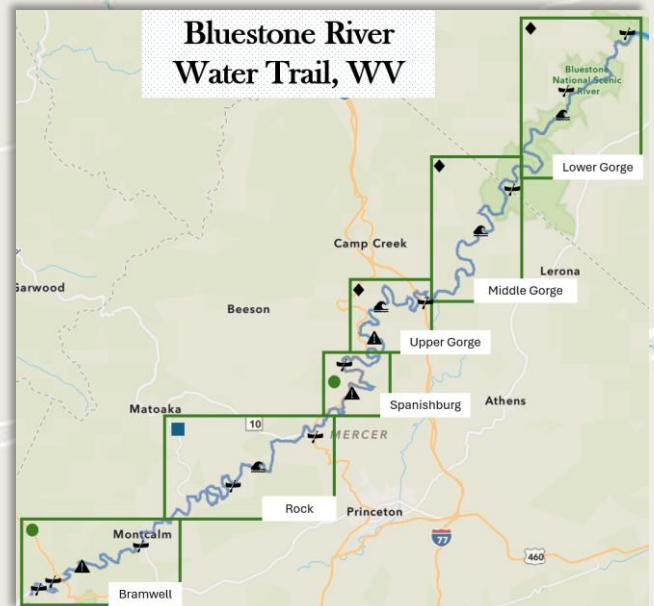 Bluestone River
Water Trail, WV
Bluestone
National Scenic
River
Lower Gorge
Camp Creek
Lerona
Middle Gorge
Garwood
Beeson
Upper Gorge
Spanishburg
Athens
Matoaka
10
MERCER
Rock
Princeton
77
Montcalm
460
Bramwell